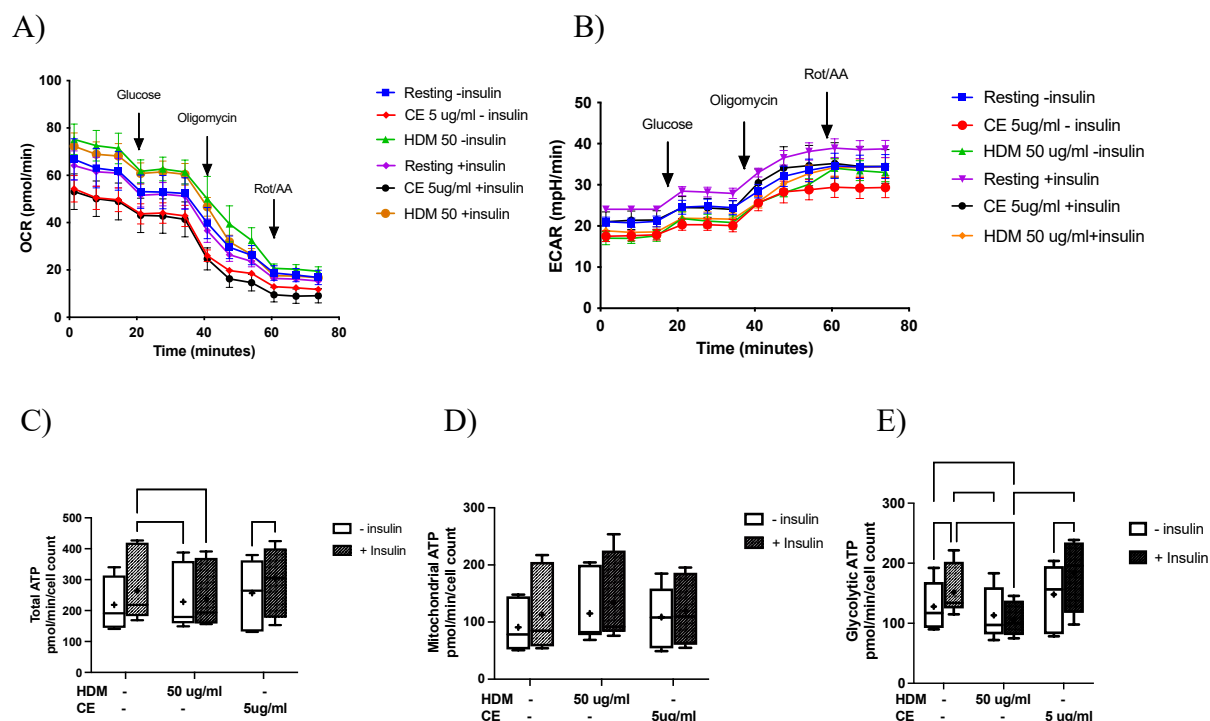 A)
100
80
60
40
20
0
OCR (pmol/min)
0 20 40 60 80
Time (minutes)
Glucose
Oligomycin
Rot/AA
Resting -insulin
CE 5 ug/ml - insulin
HDM 50 -insulin
Resting +insulin
CE 5ug/ml +insulin
HDM 50 +insulin
B)
50
40
30
20
10
0
ECAR (mpH/min)
0 20 40 60 80
Time (minutes)
Glucose
Oligomycin
Rot/AA
Resting -insulin
CE 5ug/ml - insulin
HDM 50 ug/ml -insulin
Resting +insulin
CE 5ug/ml +insulin
HDM 50 ug/ml+insulin
C)
500
400
300
200
100
0
Total ATP
pmol/min/cell count
- insulin
+ Insulin
HDM - 50 ug/ml -
CE - - 5ug/ml
D)
300
200
100
0
Mitochondrial ATP
pmol/min/cell count
- insulin
+ Insulin
HDM - 50 ug/ml -
CE - - 5ug/ml
E)
300
200
100
0
Glycolytic ATP
pmol/min/cell count
- insulin
+ Insulin
HDM - 50 ug/ml -
CE - - 5 ug/ml